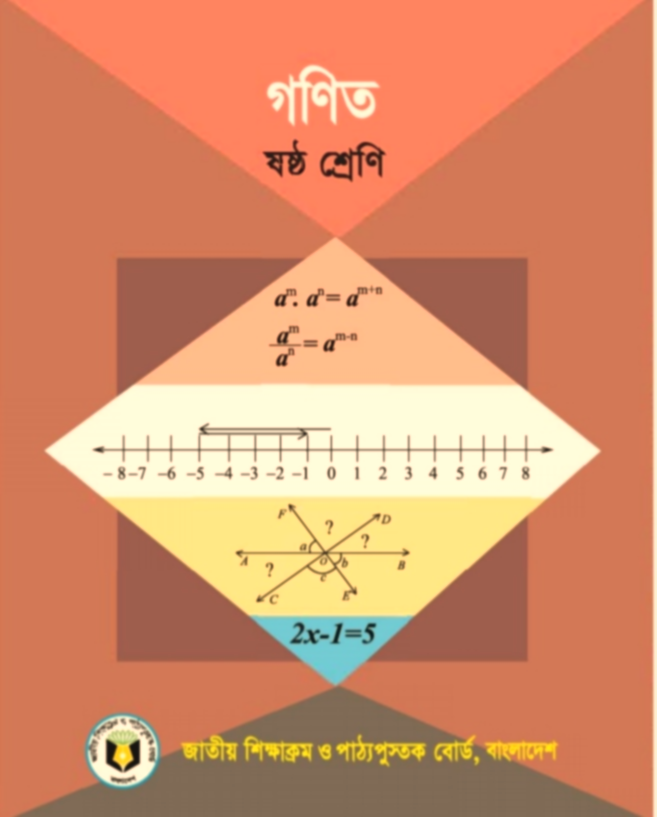 গণিত
ষষ্ঠ শ্রেণি
aᵐ. aⁿ= aᵐ⁺ⁿ
aᵐ/aⁿ = aᵐ⁻ⁿ
-8 -7 -6 -5 -4 -3 -2 -1 0 1 2 3 4 5 6 7 8
F ? D
a ?
A O b B
? c
C E
2x-1=5
জাতীয় শিক্ষাক্রম ও পাঠ্যপুস্তক বোর্ড, বাংলাদেশ